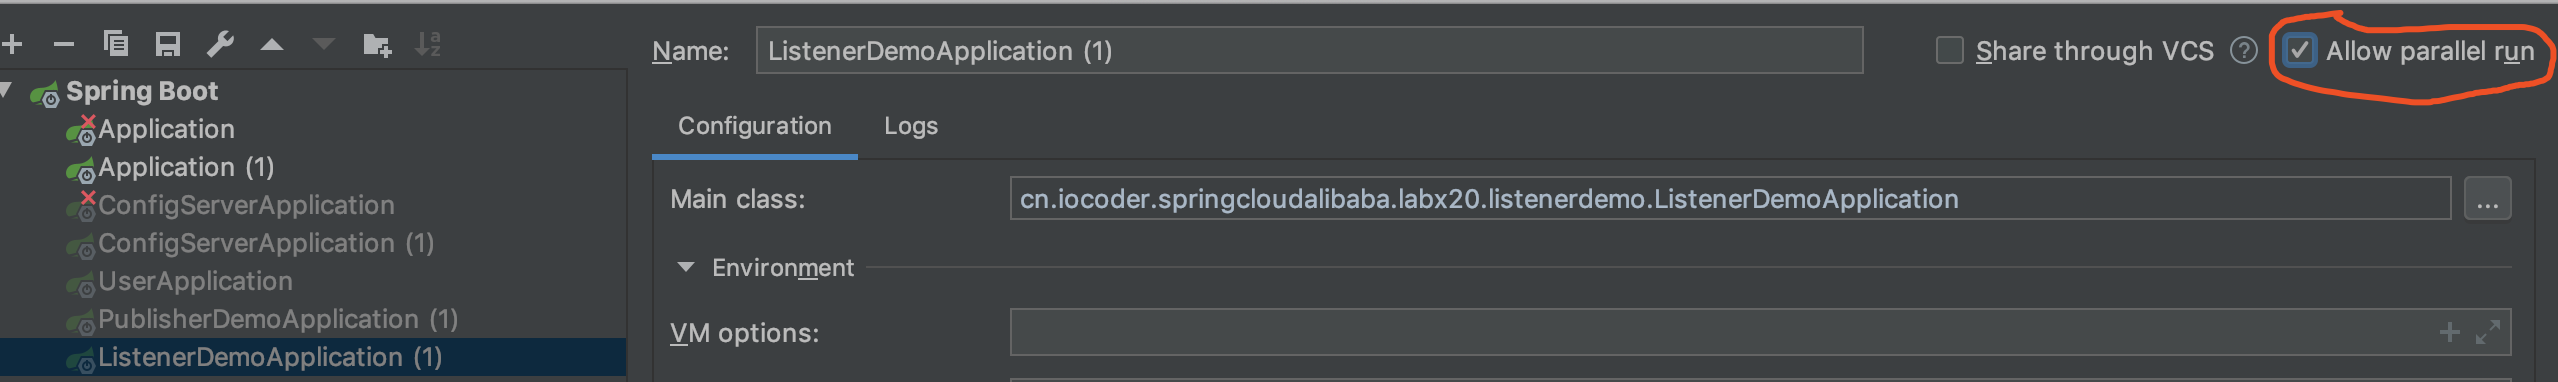 Name: ListenerDemoApplication (1) Share through VCS ? Allow parallel run
Spring Boot
Application
Application (1)
ConfigServerApplication
ConfigServerApplication (1)
UserApplication
PublisherDemoApplication (1)
ListenerDemoApplication (1)
Configuration Logs
Main class: cn.iocoder.springcloudalibaba.labx20.listenerdemo.ListenerDemoApplication ...
Environment
VM options: